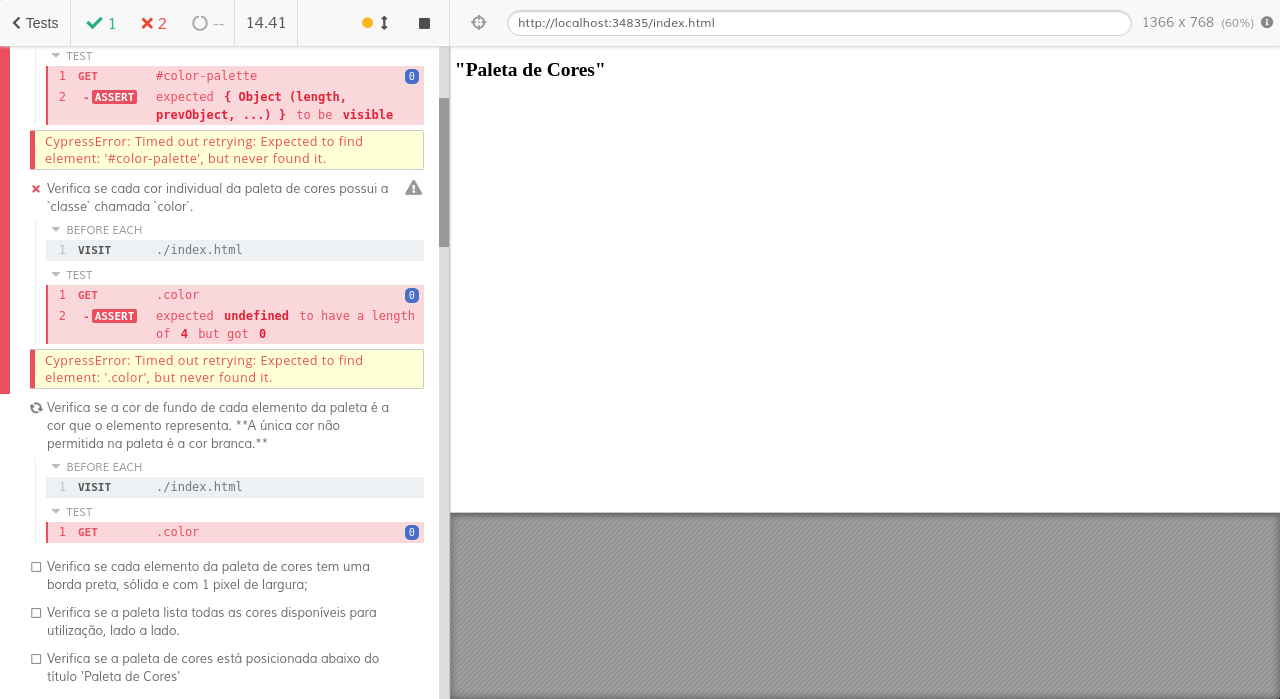 Tests
1
2
--
14.41
http://localhost:34835/index.html
1366 x 768 (60%)
TEST
1 GET #color-palette 0
2 -ASSERT expected { Object (length,
prevObject, ...) } to be visible
CypressError: Timed out retrying: Expected to find
element: '#color-palette', but never found it.
Verifica se cada cor individual da paleta de cores possui a
`classe` chamada `color`.
BEFORE EACH
1 VISIT ./index.html
TEST
1 GET .color 0
2 -ASSERT expected undefined to have a length
of 4 but got 0
CypressError: Timed out retrying: Expected to find
element: '.color', but never found it.
Verifica se a cor de fundo de cada elemento da paleta é a
cor que o elemento representa. **A única cor não
permitida na paleta é a cor branca.**
BEFORE EACH
1 VISIT ./index.html
TEST
1 GET .color 0
Verifica se cada elemento da paleta de cores tem uma
borda preta, sólida e com 1 pixel de largura;
Verifica se a paleta lista todas as cores disponíveis para
utilização, lado a lado.
Verifica se a paleta de cores está posicionada abaixo do
título 'Paleta de Cores'
"Paleta de Cores"